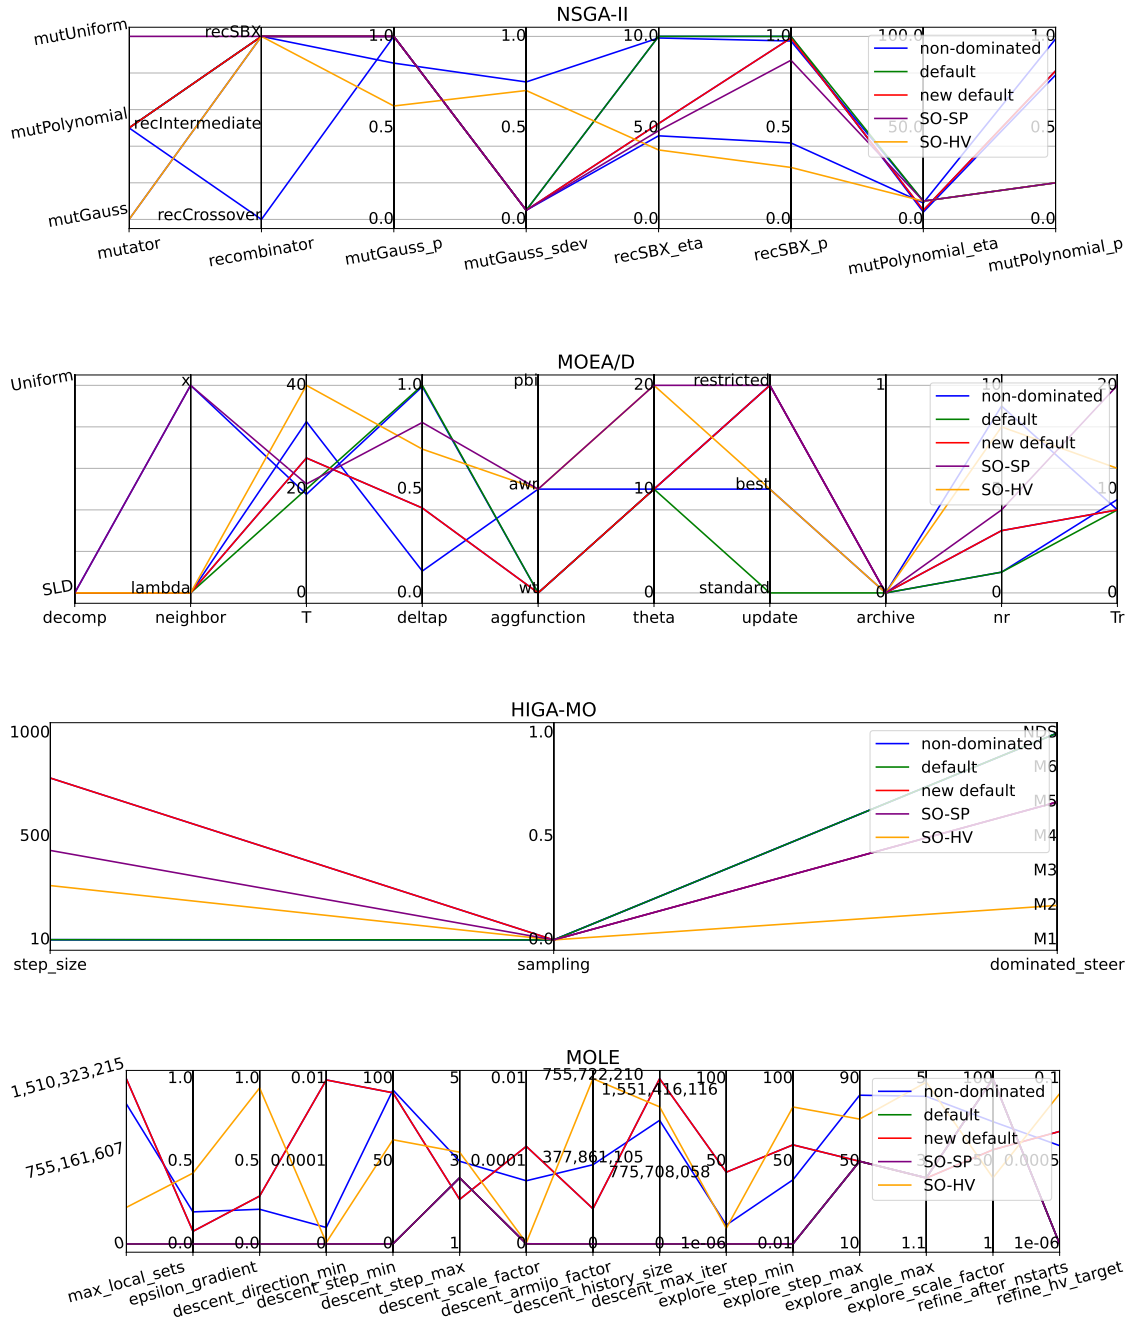 NSGA-II
mutUniform
mutPolynomial
mutGauss
recSBX
recIntermediate
recCrossover
1.0
0.5
0.0
1.0
0.5
0.0
10.0
5.0
0.0
1.0
0.5
0.0
100.0
50.0
0.0
1.0
0.5
0.0
non-dominated
default
new default
SO-SP
SO-HV
mutator
recombinator
mutGauss_p
mutGauss_sdev
recSBX_eta
recSBX_p
mutPolynomial_eta
mutPolynomial_p
MOEA/D
Uniform
SLD
x
lambda
40
20
0
1.0
0.5
0.0
pbi
awr
wt
20
10
0
restricted
best
standard
1
0
10
0
20
10
0
non-dominated
default
new default
SO-SP
SO-HV
decomp
neighbor
T
deltap
aggfunction
theta
update
archive
nr
Tr
HIGA-MO
1000
500
10
1.0
0.5
0.0
NDS
M6
M5
M4
M3
M2
M1
non-dominated
default
new default
SO-SP
SO-HV
step_size
sampling
dominated_steer
MOLE
1,510,323,215
755,161,607
0
1.0
0.5
0.0
1.0
0.5
0.0
0.01
0.0001
0
100
50
0
5
3
1
0.01
0.0001
0
755,722,210
377,861,105
0
1,551,416,116
775,708,058
0
100
50
1e-06
100
50
0.01
90
50
10
5
3
1.1
100
50
1
0.1
0.0005
1e-06
non-dominated
default
new default
SO-SP
SO-HV
max_local_sets
epsilon_gradient
descent_direction_min
descent_step_min
descent_step_max
descent_scale_factor
descent_armijo_factor
descent_history_size
descent_max_iter
explore_step_min
explore_step_max
explore_angle_max
explore_scale_factor
refine_after_nstarts
refine_hv_target